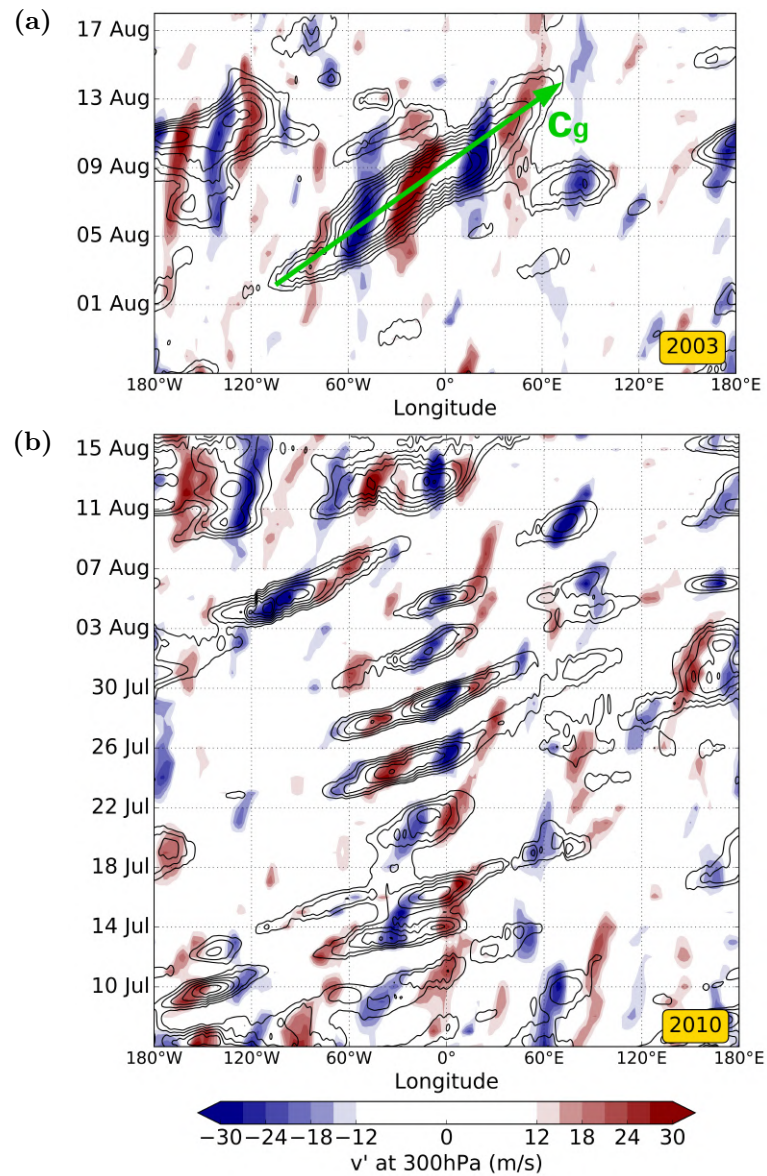 (a)
17 Aug
13 Aug
09 Aug
05 Aug
01 Aug
cg
2003
180°W 120°W 60°W 0° 60°E 120°E 180°E
Longitude
(b)
15 Aug
11 Aug
07 Aug
03 Aug
30 Jul
26 Jul
22 Jul
18 Jul
14 Jul
10 Jul
2010
180°W 120°W 60°W 0° 60°E 120°E 180°E
Longitude
−30 −24 −18 −12 0 12 18 24 30
v' at 300hPa (m/s)